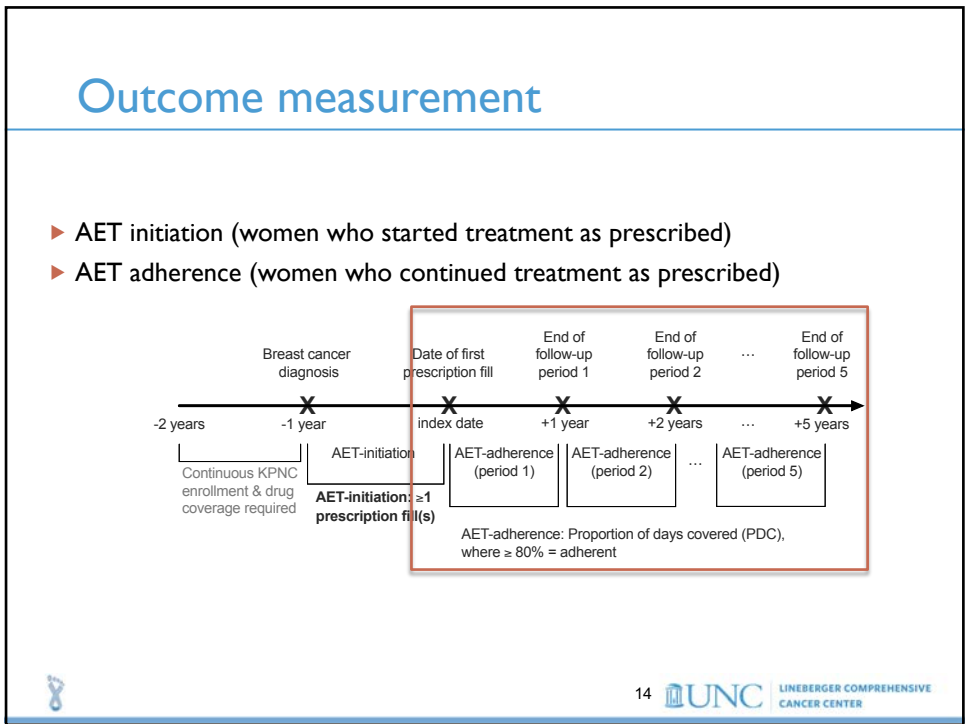 Outcome measurement
▶ AET initiation (women who started treatment as prescribed)
▶ AET adherence (women who continued treatment as prescribed)
Breast cancer
diagnosis
Date of first
prescription fill
End of
follow-up
period 1
End of
follow-up
period 2
...
End of
follow-up
period 5
X
X
X
X
X
-2 years
-1 year
index date
+1 year
+2 years
...
+5 years
Continuous KPNC
enrollment & drug
coverage required
AET-initiation
AET-initiation: ≥1
prescription fill(s)
AET-adherence
(period 1)
AET-adherence
(period 2)
...
AET-adherence
(period 5)
AET-adherence: Proportion of days covered (PDC),
where ≥ 80% = adherent
14
UNC
LINEBERGER COMPREHENSIVE
CANCER CENTER